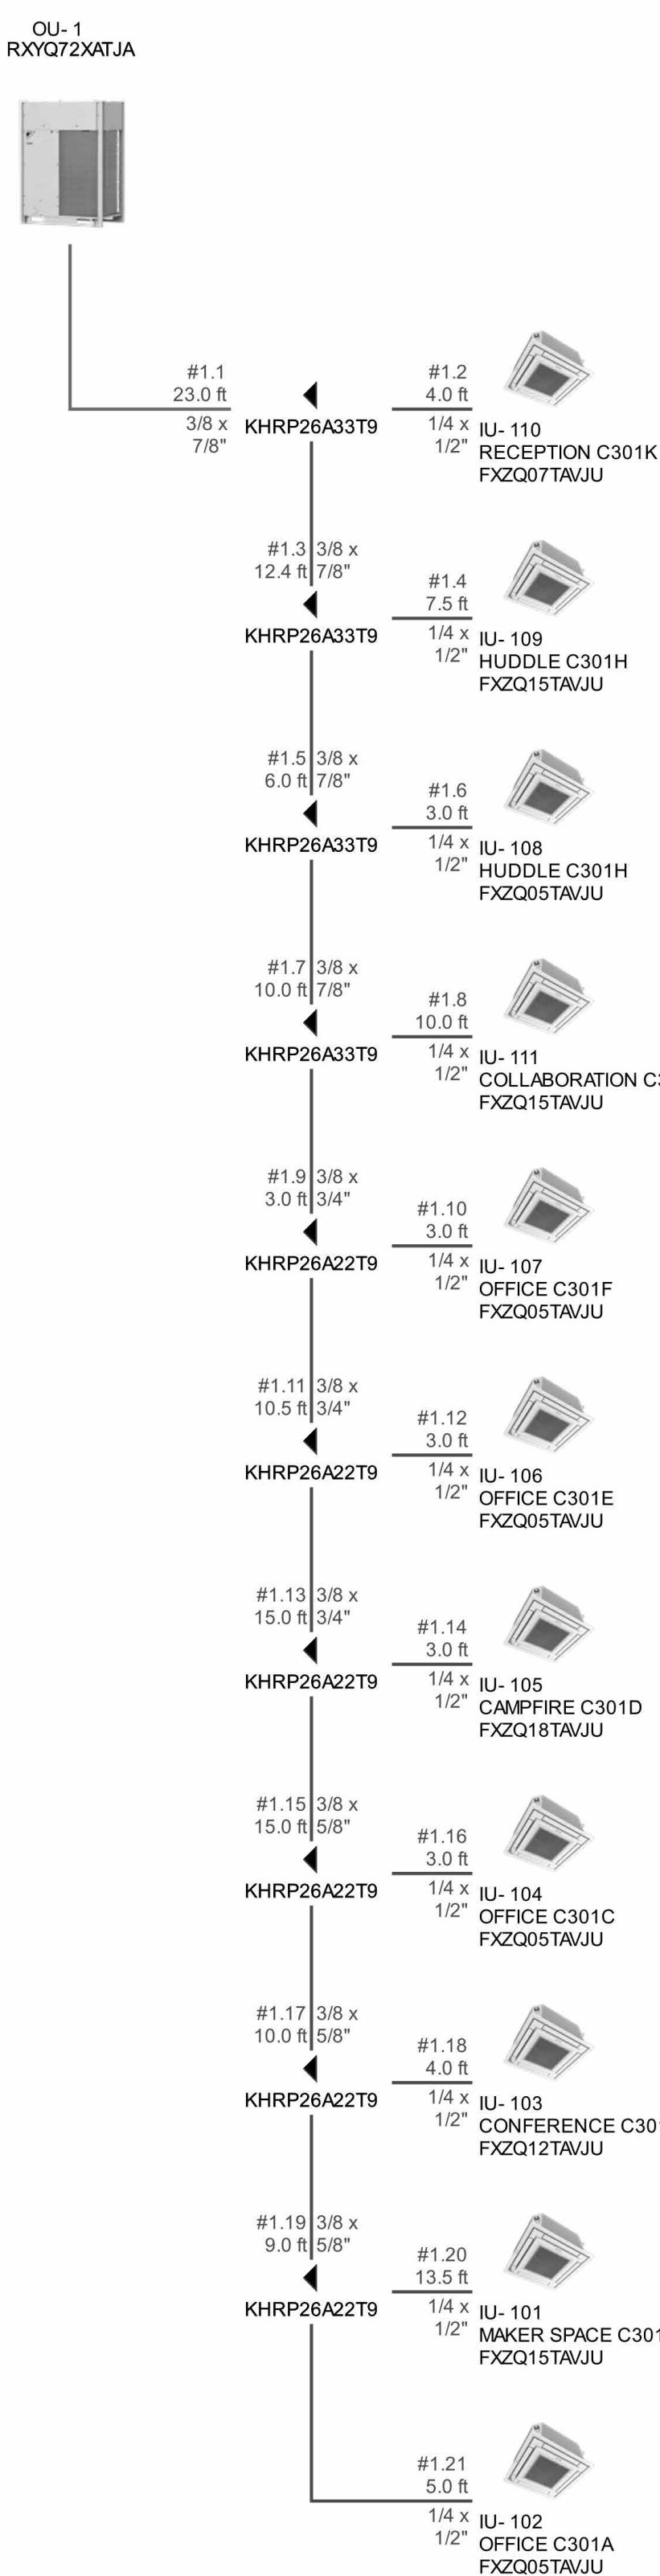 OU- 1
RXYQ72XATJA
#1.1
23.0 ft
3/8 x
7/8"
KHRP26A33T9
#1.2
4.0 ft
1/4 x
1/2"
IU- 110
RECEPTION C301K
FXZQ07TAVJU
#1.3 3/8 x
12.4 ft 7/8"
KHRP26A33T9
#1.4
7.5 ft
1/4 x
1/2"
IU- 109
HUDDLE C301H
FXZQ15TAVJU
#1.5 3/8 x
6.0 ft 7/8"
KHRP26A33T9
#1.6
3.0 ft
1/4 x
1/2"
IU- 108
HUDDLE C301H
FXZQ05TAVJU
#1.7 3/8 x
10.0 ft 7/8"
KHRP26A33T9
#1.8
10.0 ft
1/4 x
1/2"
IU- 111
COLLABORATION
FXZQ15TAVJU
#1.9 3/8 x
3.0 ft 3/4"
KHRP26A22T9
#1.10
3.0 ft
1/4 x
1/2"
IU- 107
OFFICE C301F
FXZQ05TAVJU
#1.11 3/8 x
10.5 ft 3/4"
KHRP26A22T9
#1.12
3.0 ft
1/4 x
1/2"
IU- 106
OFFICE C301E
FXZQ05TAVJU
#1.13 3/8 x
15.0 ft 3/4"
KHRP26A22T9
#1.14
3.0 ft
1/4 x
1/2"
IU- 105
CAMPFIRE C301D
FXZQ18TAVJU
#1.15 3/8 x
15.0 ft 5/8"
KHRP26A22T9
#1.16
3.0 ft
1/4 x
1/2"
IU- 104
OFFICE C301C
FXZQ05TAVJU
#1.17 3/8 x
10.0 ft 5/8"
KHRP26A22T9
#1.18
4.0 ft
1/4 x
1/2"
IU- 103
CONFERENCE
FXZQ12TAVJU
#1.19 3/8 x
9.0 ft 5/8"
KHRP26A22T9
#1.20
13.5 ft
1/4 x
1/2"
IU- 101
MAKER SPACE C301
FXZQ15TAVJU
#1.21
5.0 ft
1/4 x
1/2"
IU- 102
OFFICE C301A
FXZQ05TAVJU